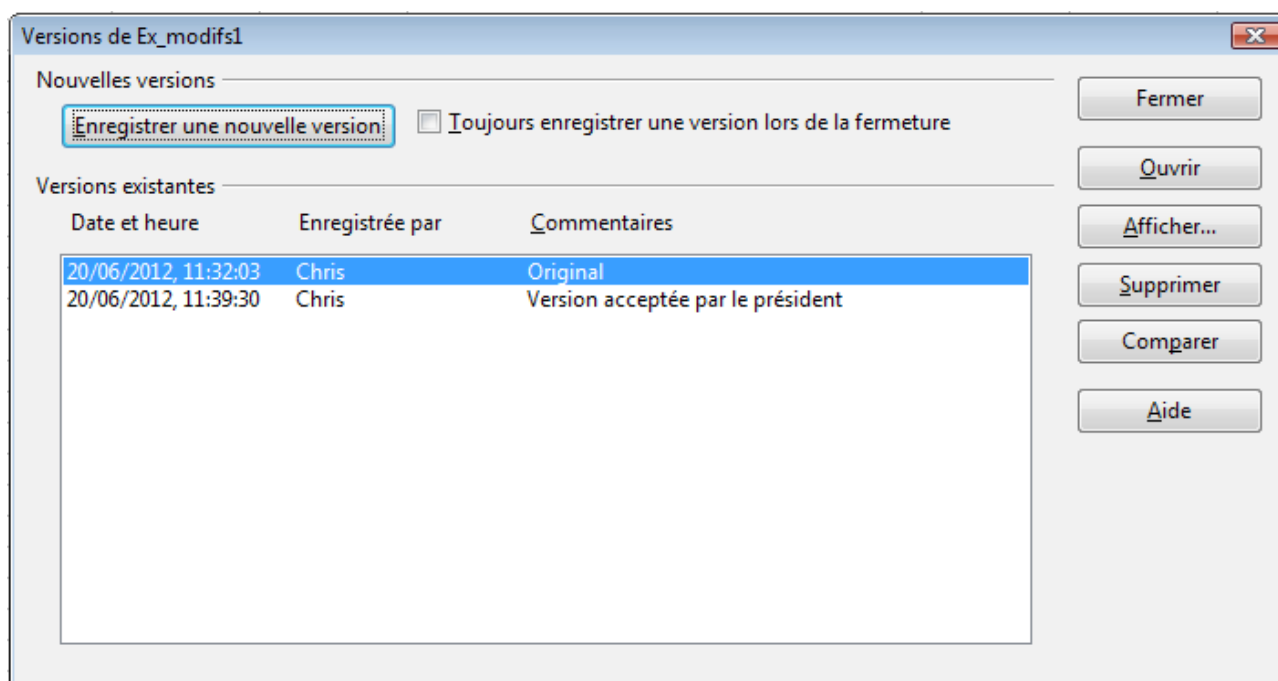 Versions de Ex_modifs1
Nouvelles versions
Enregistrer une nouvelle version
Toujours enregistrer une version lors de la fermeture
Versions existantes
Date et heure Enregistrée par Commentaires
20/06/2012, 11:32:03 Chris Original
20/06/2012, 11:39:30 Chris Version acceptée par le président
Fermer
Ouvrir
Afficher...
Supprimer
Comparer
Aide